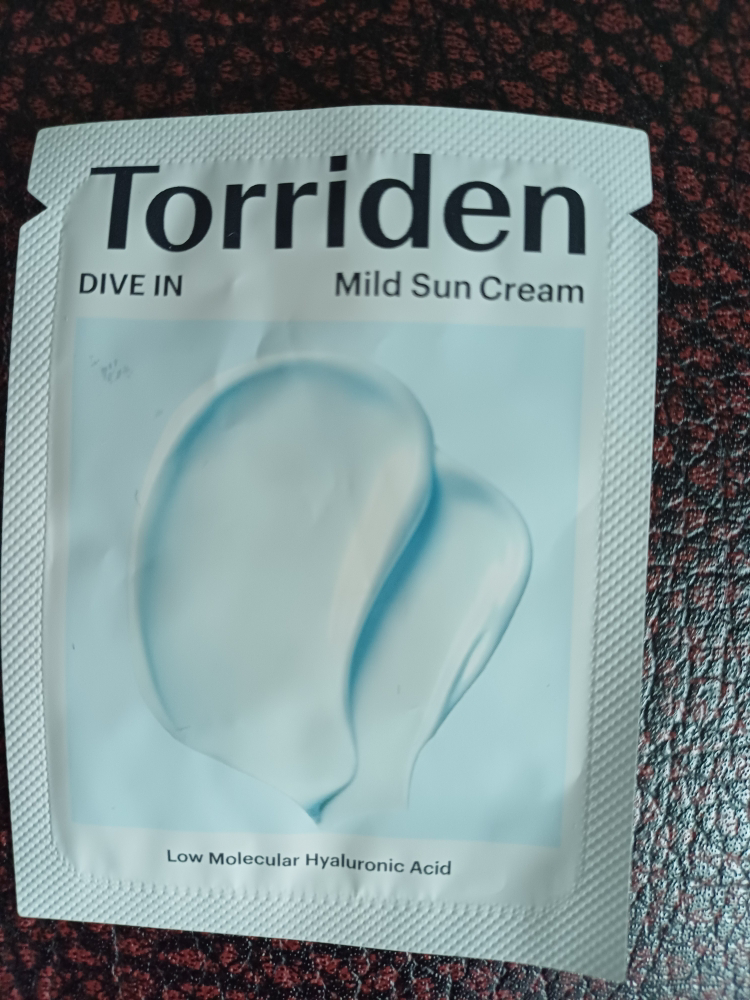 Torriden
DIVE IN Mild Sun Cream
Low Molecular Hyaluronic Acid